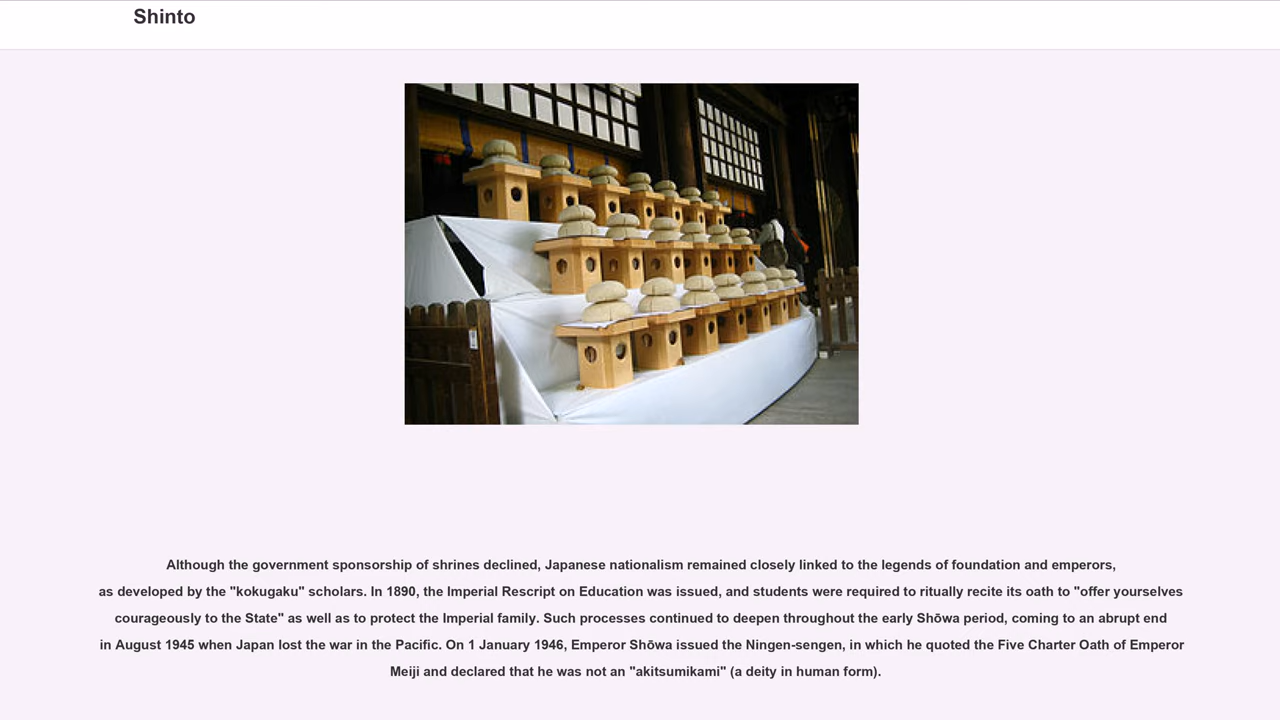 Shinto
Although the government sponsorship of shrines declined, Japanese nationalism remained closely linked to the legends of foundation and emperors,
as developed by the "kokugaku" scholars. In 1890, the Imperial Rescript on Education was issued, and students were required to ritually recite its oath to "offer yourselves
courageously to the State" as well as to protect the Imperial family. Such processes continued to deepen throughout the early Shōwa period, coming to an abrupt end
in August 1945 when Japan lost the war in the Pacific. On 1 January 1946, Emperor Shōwa issued the Ningen-sengen, in which he quoted the Five Charter Oath of Emperor
Meiji and declared that he was not an "akitsumikami" (a deity in human form).